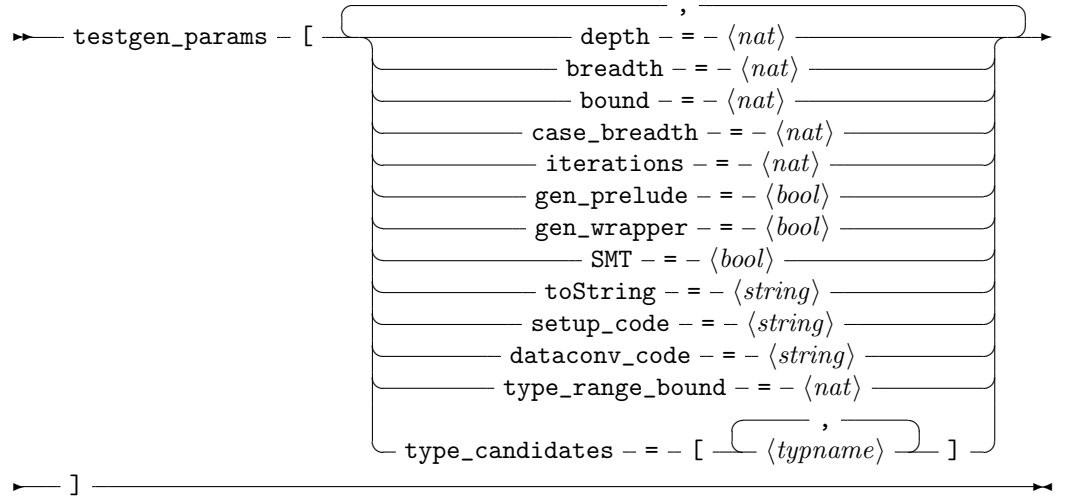 ,
testgen_params [ depth = ⟨nat⟩
breadth = ⟨nat⟩
bound = ⟨nat⟩
case_breadth = ⟨nat⟩
iterations = ⟨nat⟩
gen_prelude = ⟨bool⟩
gen_wrapper = ⟨bool⟩
SMT = ⟨bool⟩
toString = ⟨string⟩
setup_code = ⟨string⟩
dataconv_code = ⟨string⟩
type_range_bound = ⟨nat⟩
,
type_candidates = [ ⟨typname⟩ ]
]